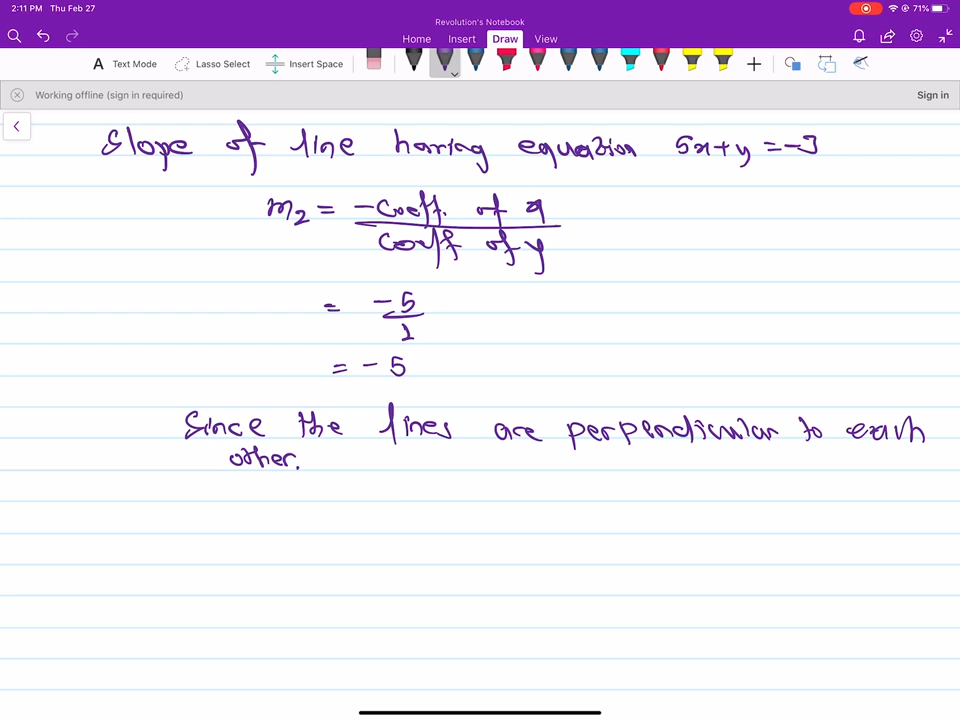 2:11 PM Thu Feb 27
71%
Revolution's Notebook
Home Insert Draw View
A Text Mode Lasso Select Insert Space
Working offline (sign in required) Sign in
Slope of line having equation 5x+y=-3
m2 = -coeff. of x
coeff of y
= -5
1
= -5
Since the lines are perpendicular to each
other.